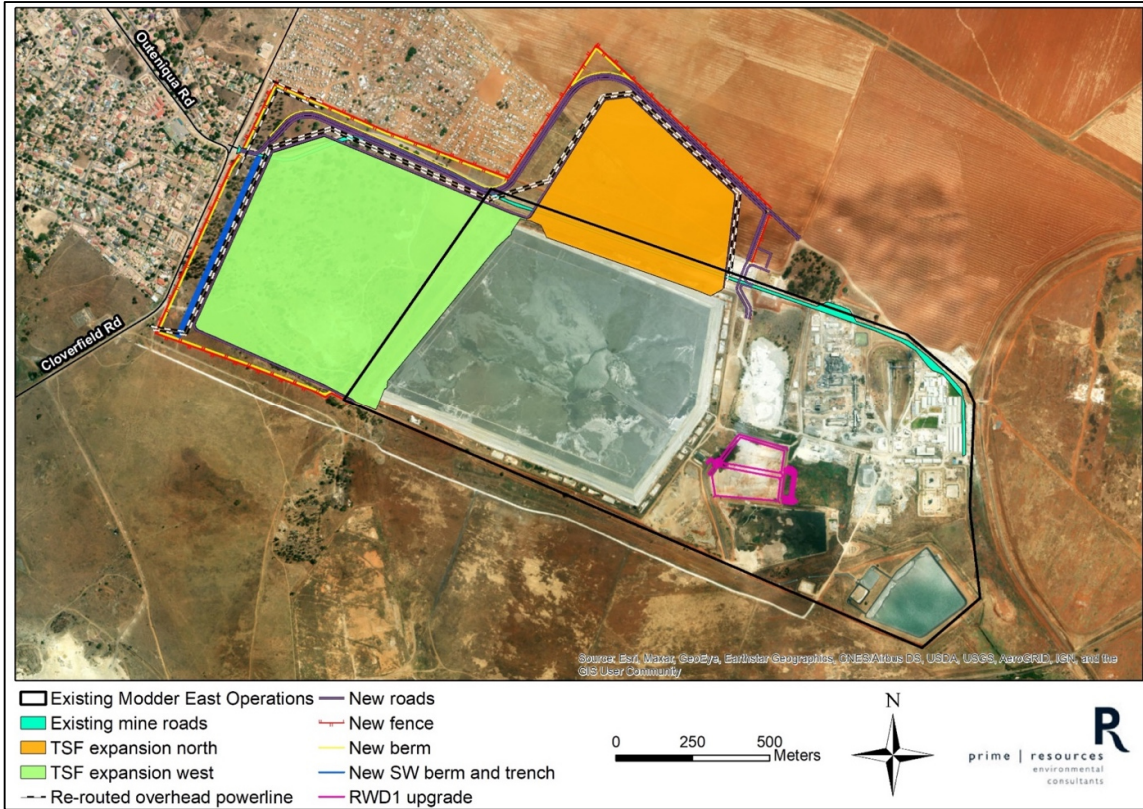 Outeniqua Rd
Cloverfield Rd
Source: Esri, Maxar, GeoEye, Earthstar Geographics, CNES/Airbus DS, USDA, USGS, AeroGRID, IGN, and the
GIS User Community
Existing Modder East Operations
Existing mine roads
TSF expansion north
TSF expansion west
Re-routed overhead powerline
New roads
New fence
New berm
New SW berm and trench
RWD1 upgrade
0 250 500
Meters
N
R
prime | resources
environmental
consultants